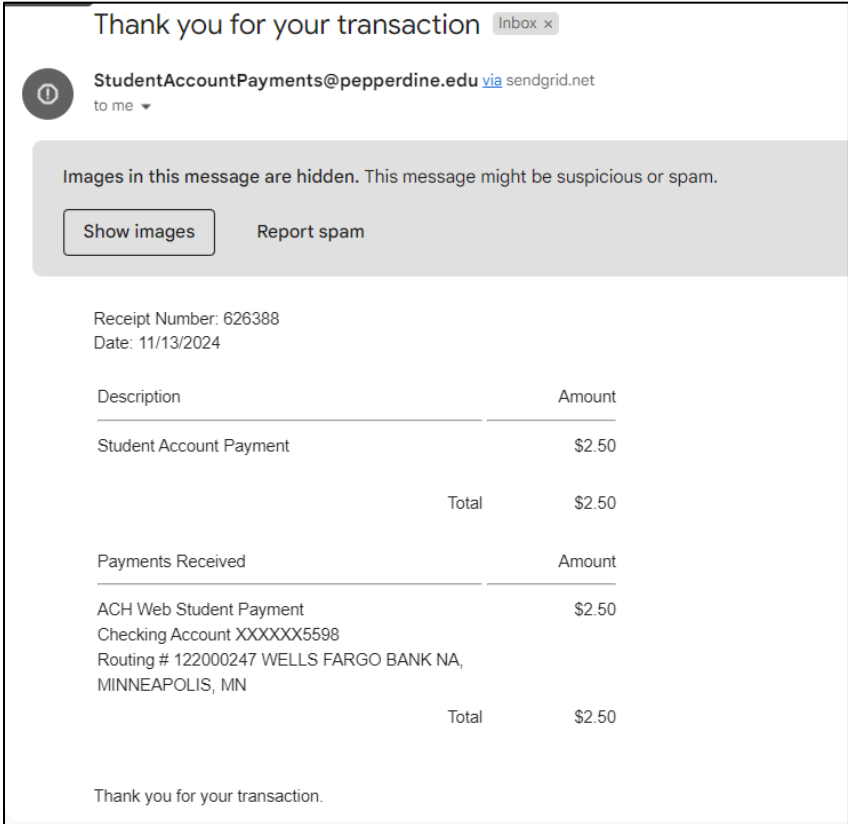 Thank you for your transaction Inbox ×
StudentAccountPayments@pepperdine.edu via sendgrid.net
to me
Images in this message are hidden. This message might be suspicious or spam.
Show images Report spam
Receipt Number: 626388
Date: 11/13/2024
Description Amount
Student Account Payment $2.50
Total $2.50
Payments Received Amount
ACH Web Student Payment $2.50
Checking Account XXXXXX5598
Routing # 122000247 WELLS FARGO BANK NA,
MINNEAPOLIS, MN
Total $2.50
Thank you for your transaction.